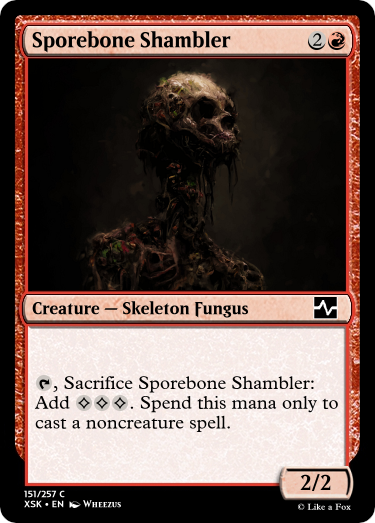 Sporebone Shambler 2
Creature — Skeleton Fungus
, Sacrifice Sporebone Shambler:
Add . Spend this mana only to
cast a noncreature spell.
2/2
151/257 C
XSK • EN Wheezus
© Like a Fox